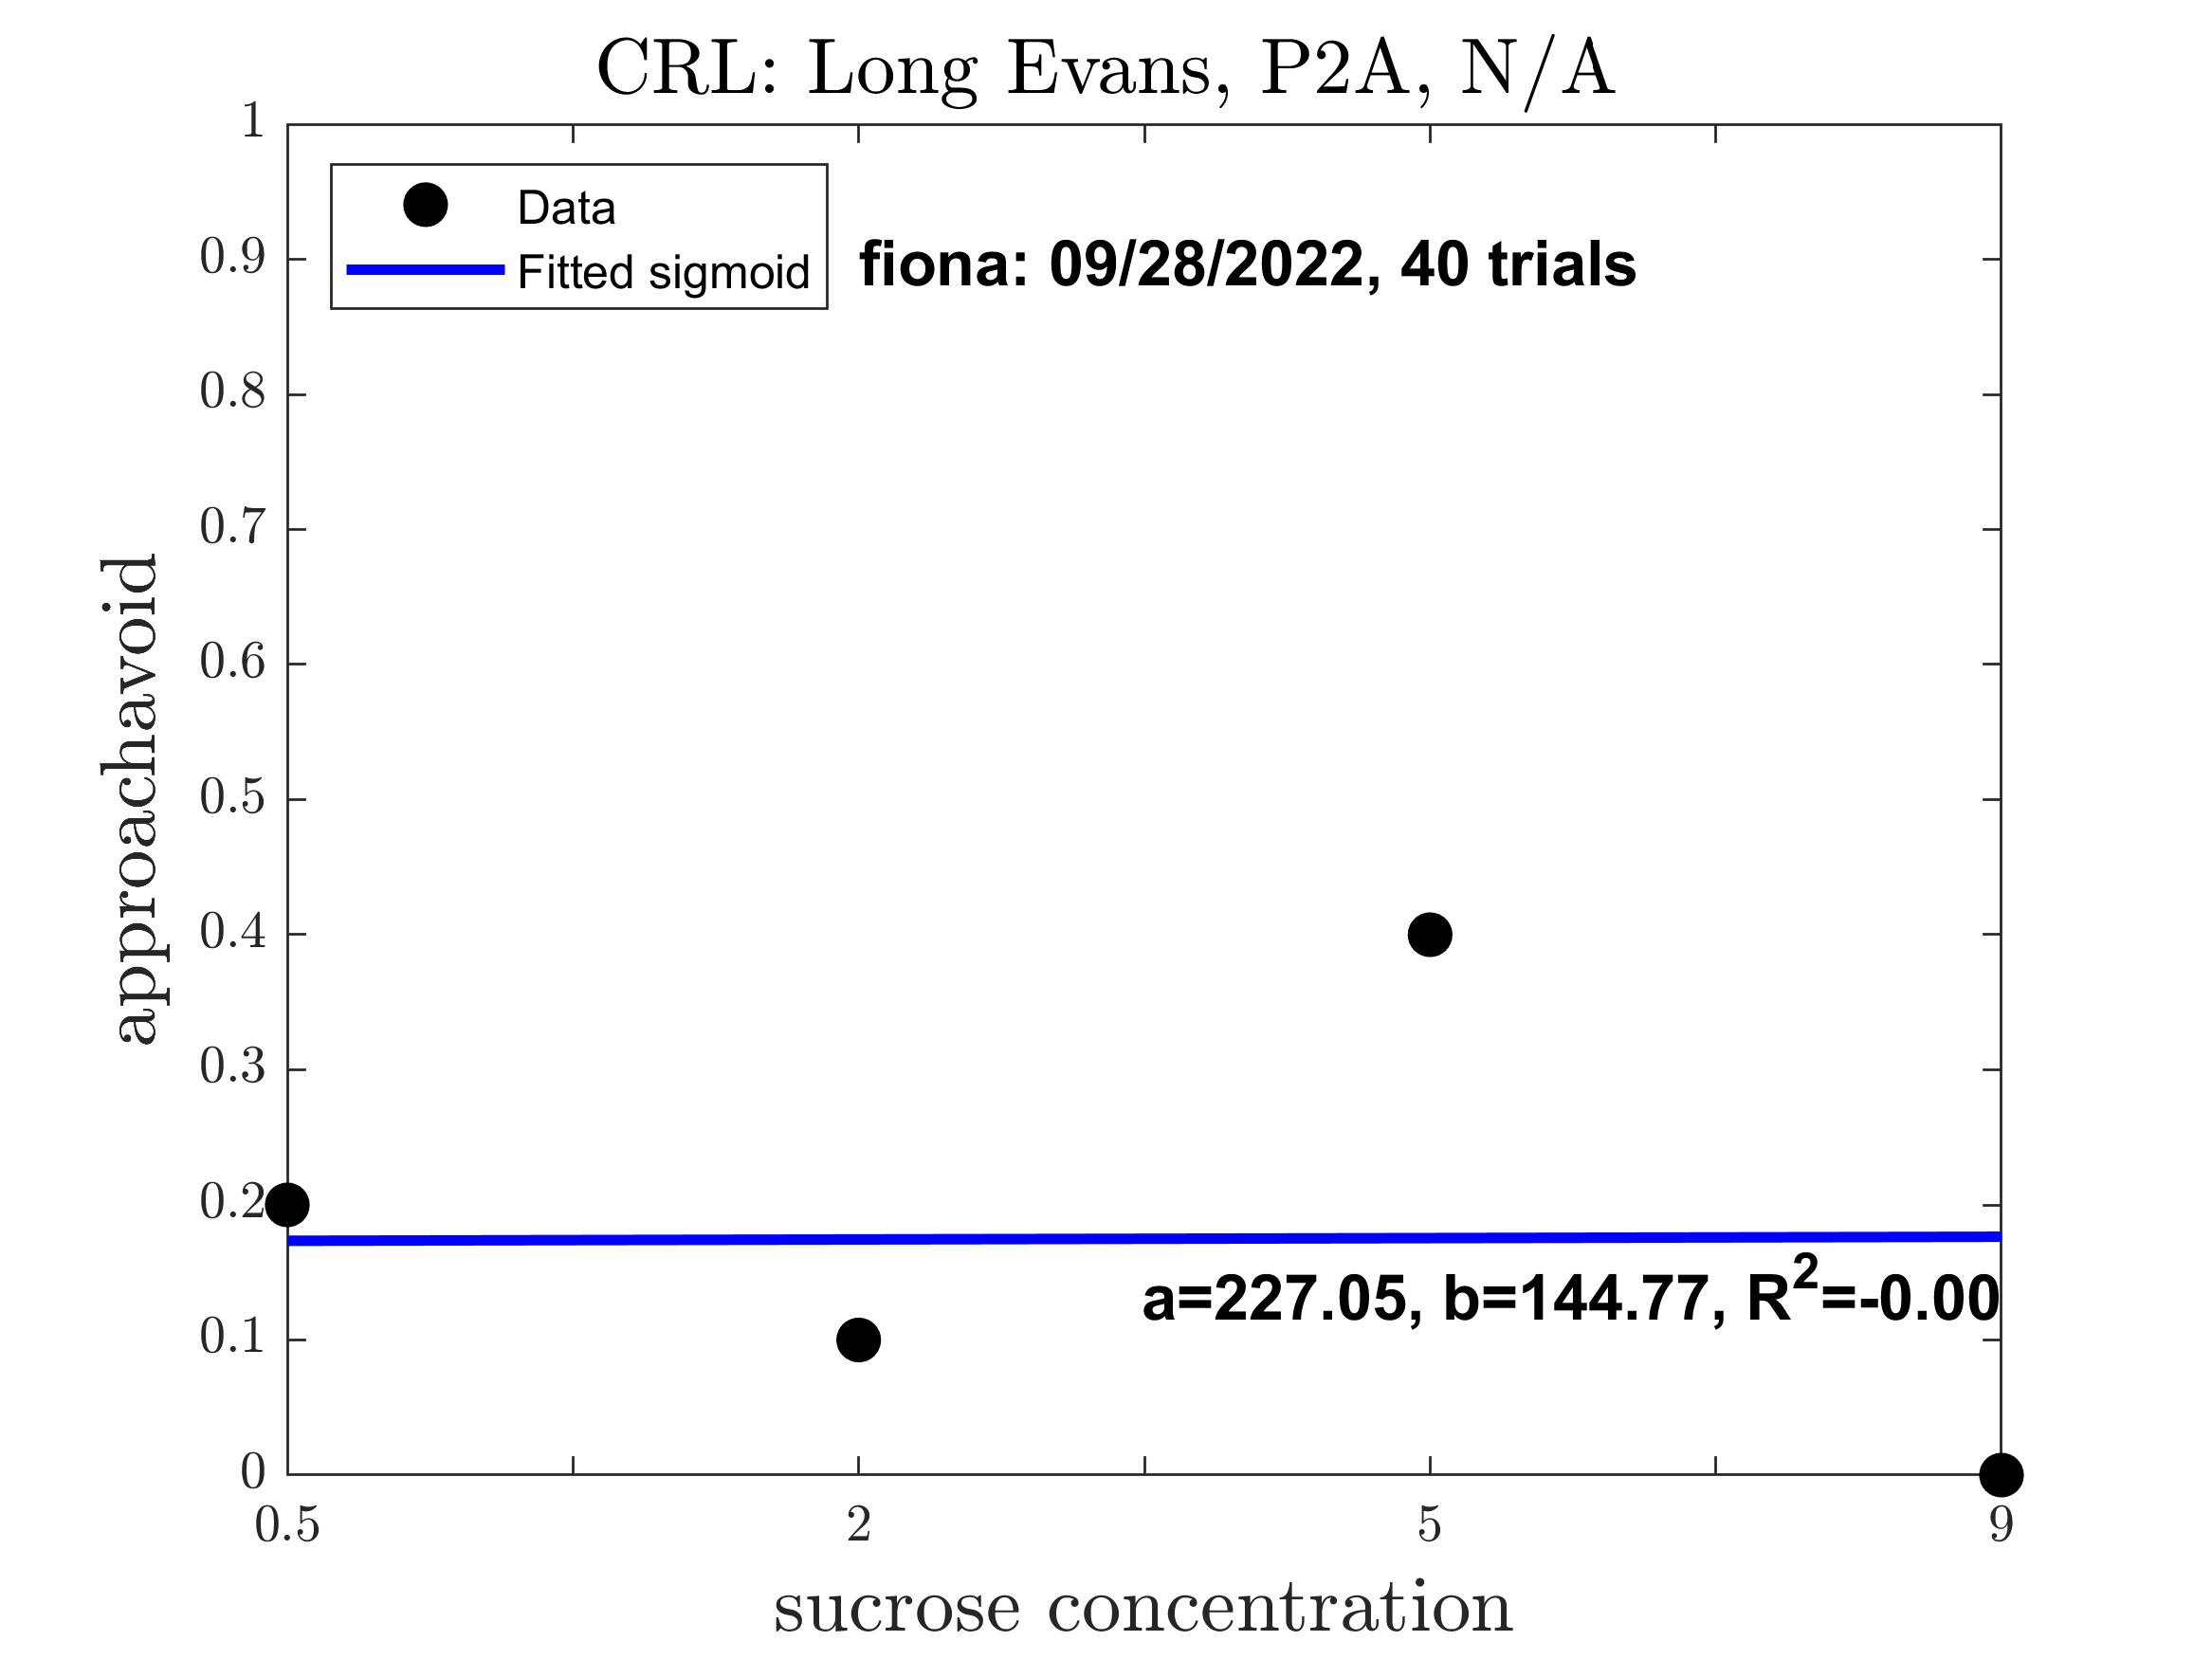 CRL: Long Evans, P2A, N/A
Data
Fitted sigmoid
fiona: 09/28/2022, 40 trials
1
0.9
0.8
0.7
0.6
0.5
0.4
0.3
0.2
0.1
0
approachavoid
a=227.05, b=144.77, R²=-0.00
0.5 2 5 9
sucrose concentration